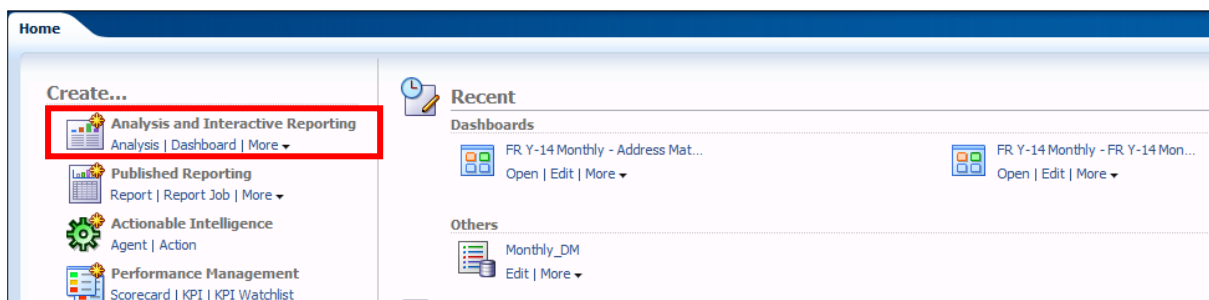 Home
Create...
Analysis and Interactive Reporting
Analysis | Dashboard | More
Published Reporting
Report | Report Job | More
Actionable Intelligence
Agent | Action
Performance Management
Scorecard | KPI | KPI Watchlist
Recent
Dashboards
FR Y-14 Monthly - Address Mat...
Open | Edit | More
FR Y-14 Monthly - FR Y-14 Mon...
Open | Edit | More
Others
Monthly_DM
Edit | More